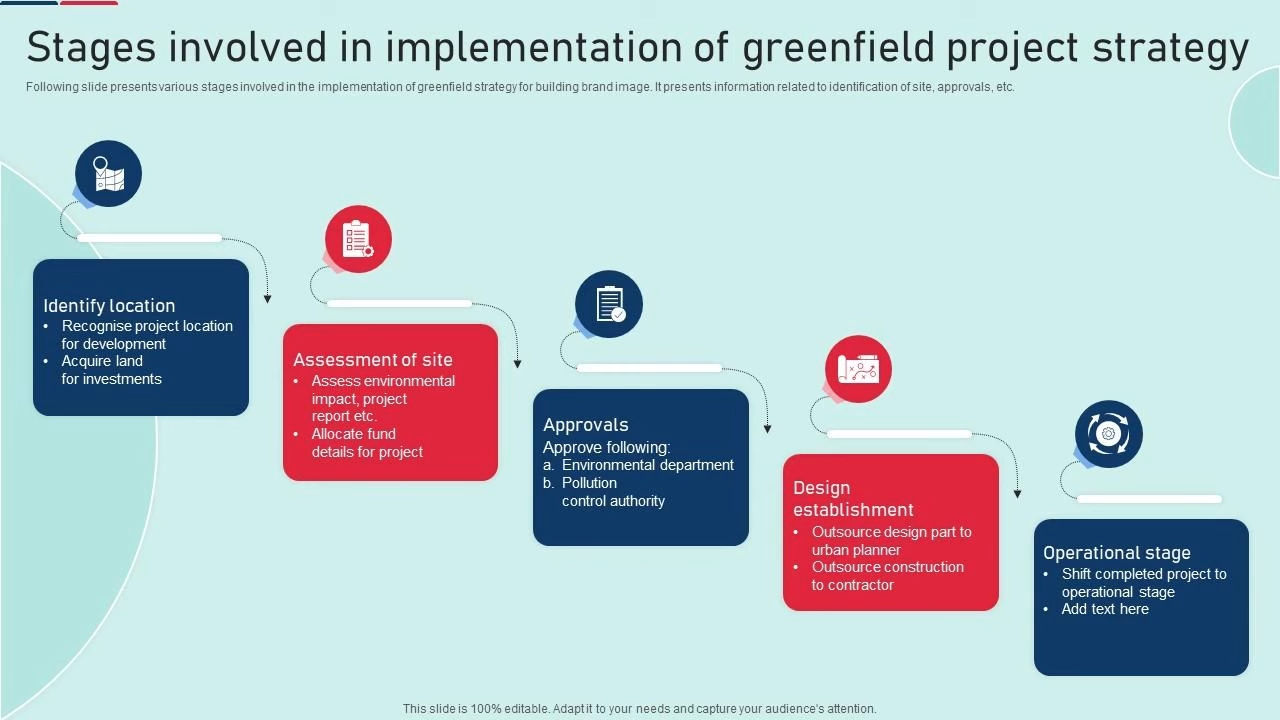 Stages involved in implementation of greenfield project strategy
Following slide presents various stages involved in the implementation of greenfield strategy for building brand image. It presents information related to identification of site, approvals, etc.
Identify location
• Recognise project location
for development
• Acquire land
for investments
Assessment of site
• Assess environmental
impact, project
report etc.
• Allocate fund
details for project
Approvals
Approve following:
a. Environmental department
b. Pollution
control authority
Design
establishment
• Outsource design part to
urban planner
• Outsource construction
to contractor
Operational stage
• Shift completed project to
operational stage
• Add text here
This slide is 100% editable. Adapt it to your needs and capture your audience's attention.